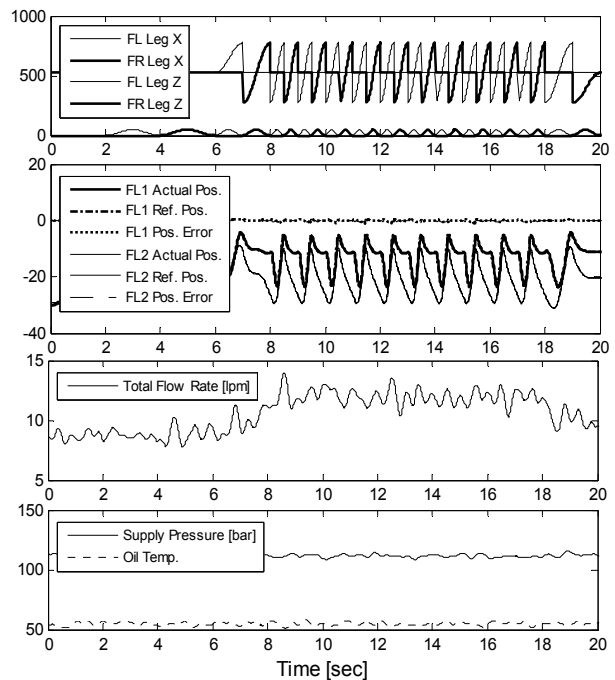 1000
500
0
FL Leg X
FR Leg X
FL Leg Z
FR Leg Z
0 2 4 6 8 10 12 14 16 18 20
20
0
-20
-40
FL1 Actual Pos.
FL1 Ref. Pos.
FL1 Pos. Error
FL2 Actual Pos.
FL2 Ref. Pos.
FL2 Pos. Error
0 2 4 6 8 10 12 14 16 18 20
15
10
5
Total Flow Rate [lpm]
0 2 4 6 8 10 12 14 16 18 20
150
100
50
Supply Pressure [bar]
Oil Temp.
0 2 4 6 8 10 12 14 16 18 20
Time [sec]